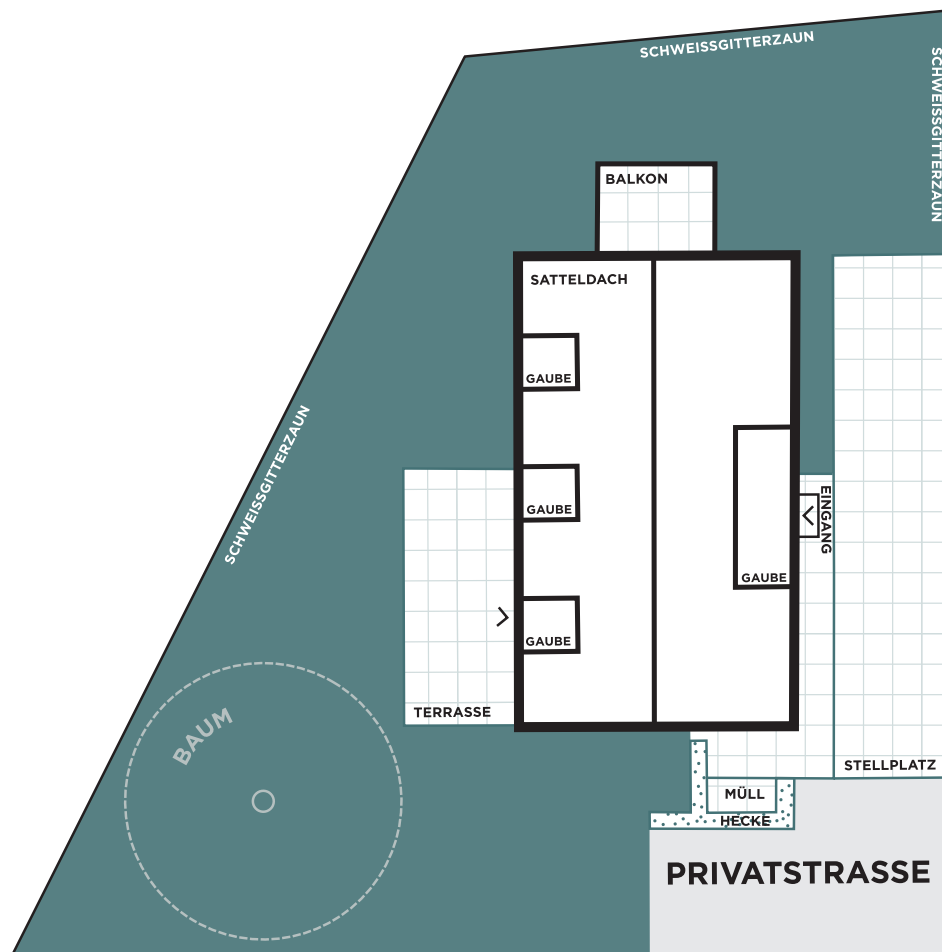 SCHWEISSGITTERZAUN
SCHWEISSGITTERZAUN
BALKON
SATTELDACH
GAUBE
SCHWEISSGITTERZAUN
GAUBE
EINGANG
GAUBE
GAUBE
TERRASSE
BAUM
STELLPLATZ
MÜLL
HECKE
PRIVATSTRASSE